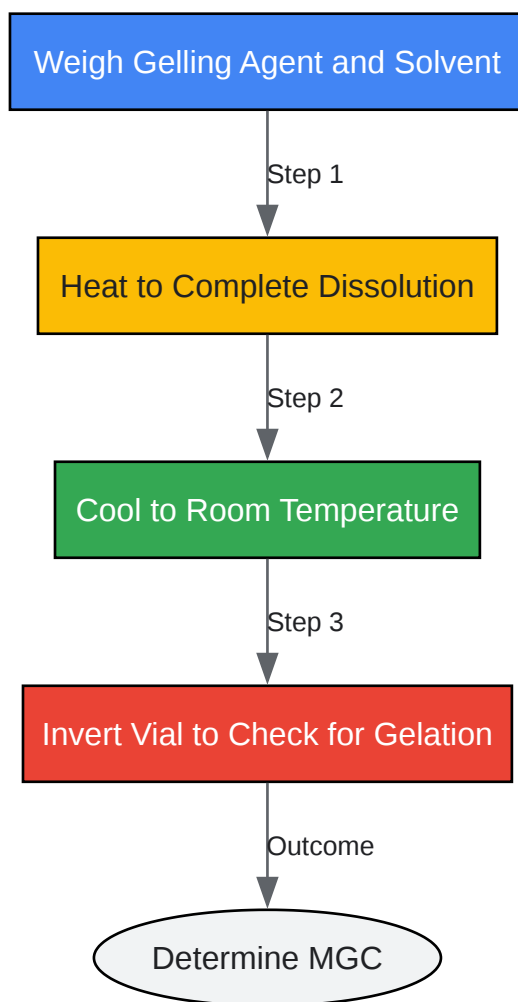 Weigh Gelling Agent and Solvent
Step 1
Heat to Complete Dissolution
Step 2
Cool to Room Temperature
Step 3
Invert Vial to Check for Gelation
Outcome
Determine MGC